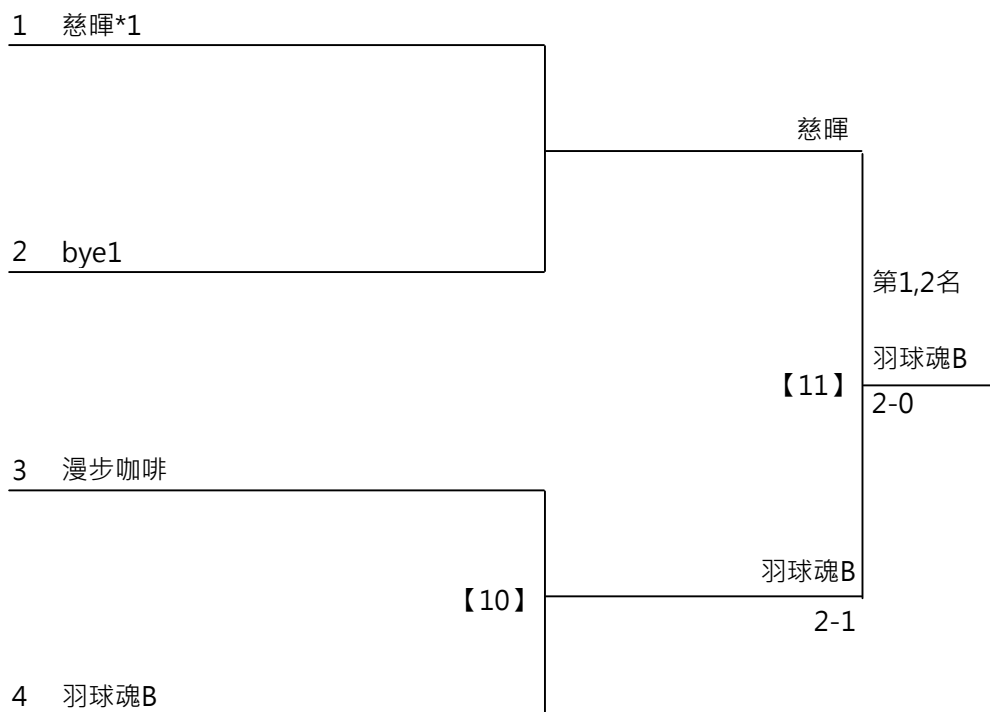 1 慈暉*1
慈暉
2 bye1
第1,2名
羽球魂B
【11】
2-0
3 漫步咖啡
羽球魂B
【10】
2-1
4 羽球魂B